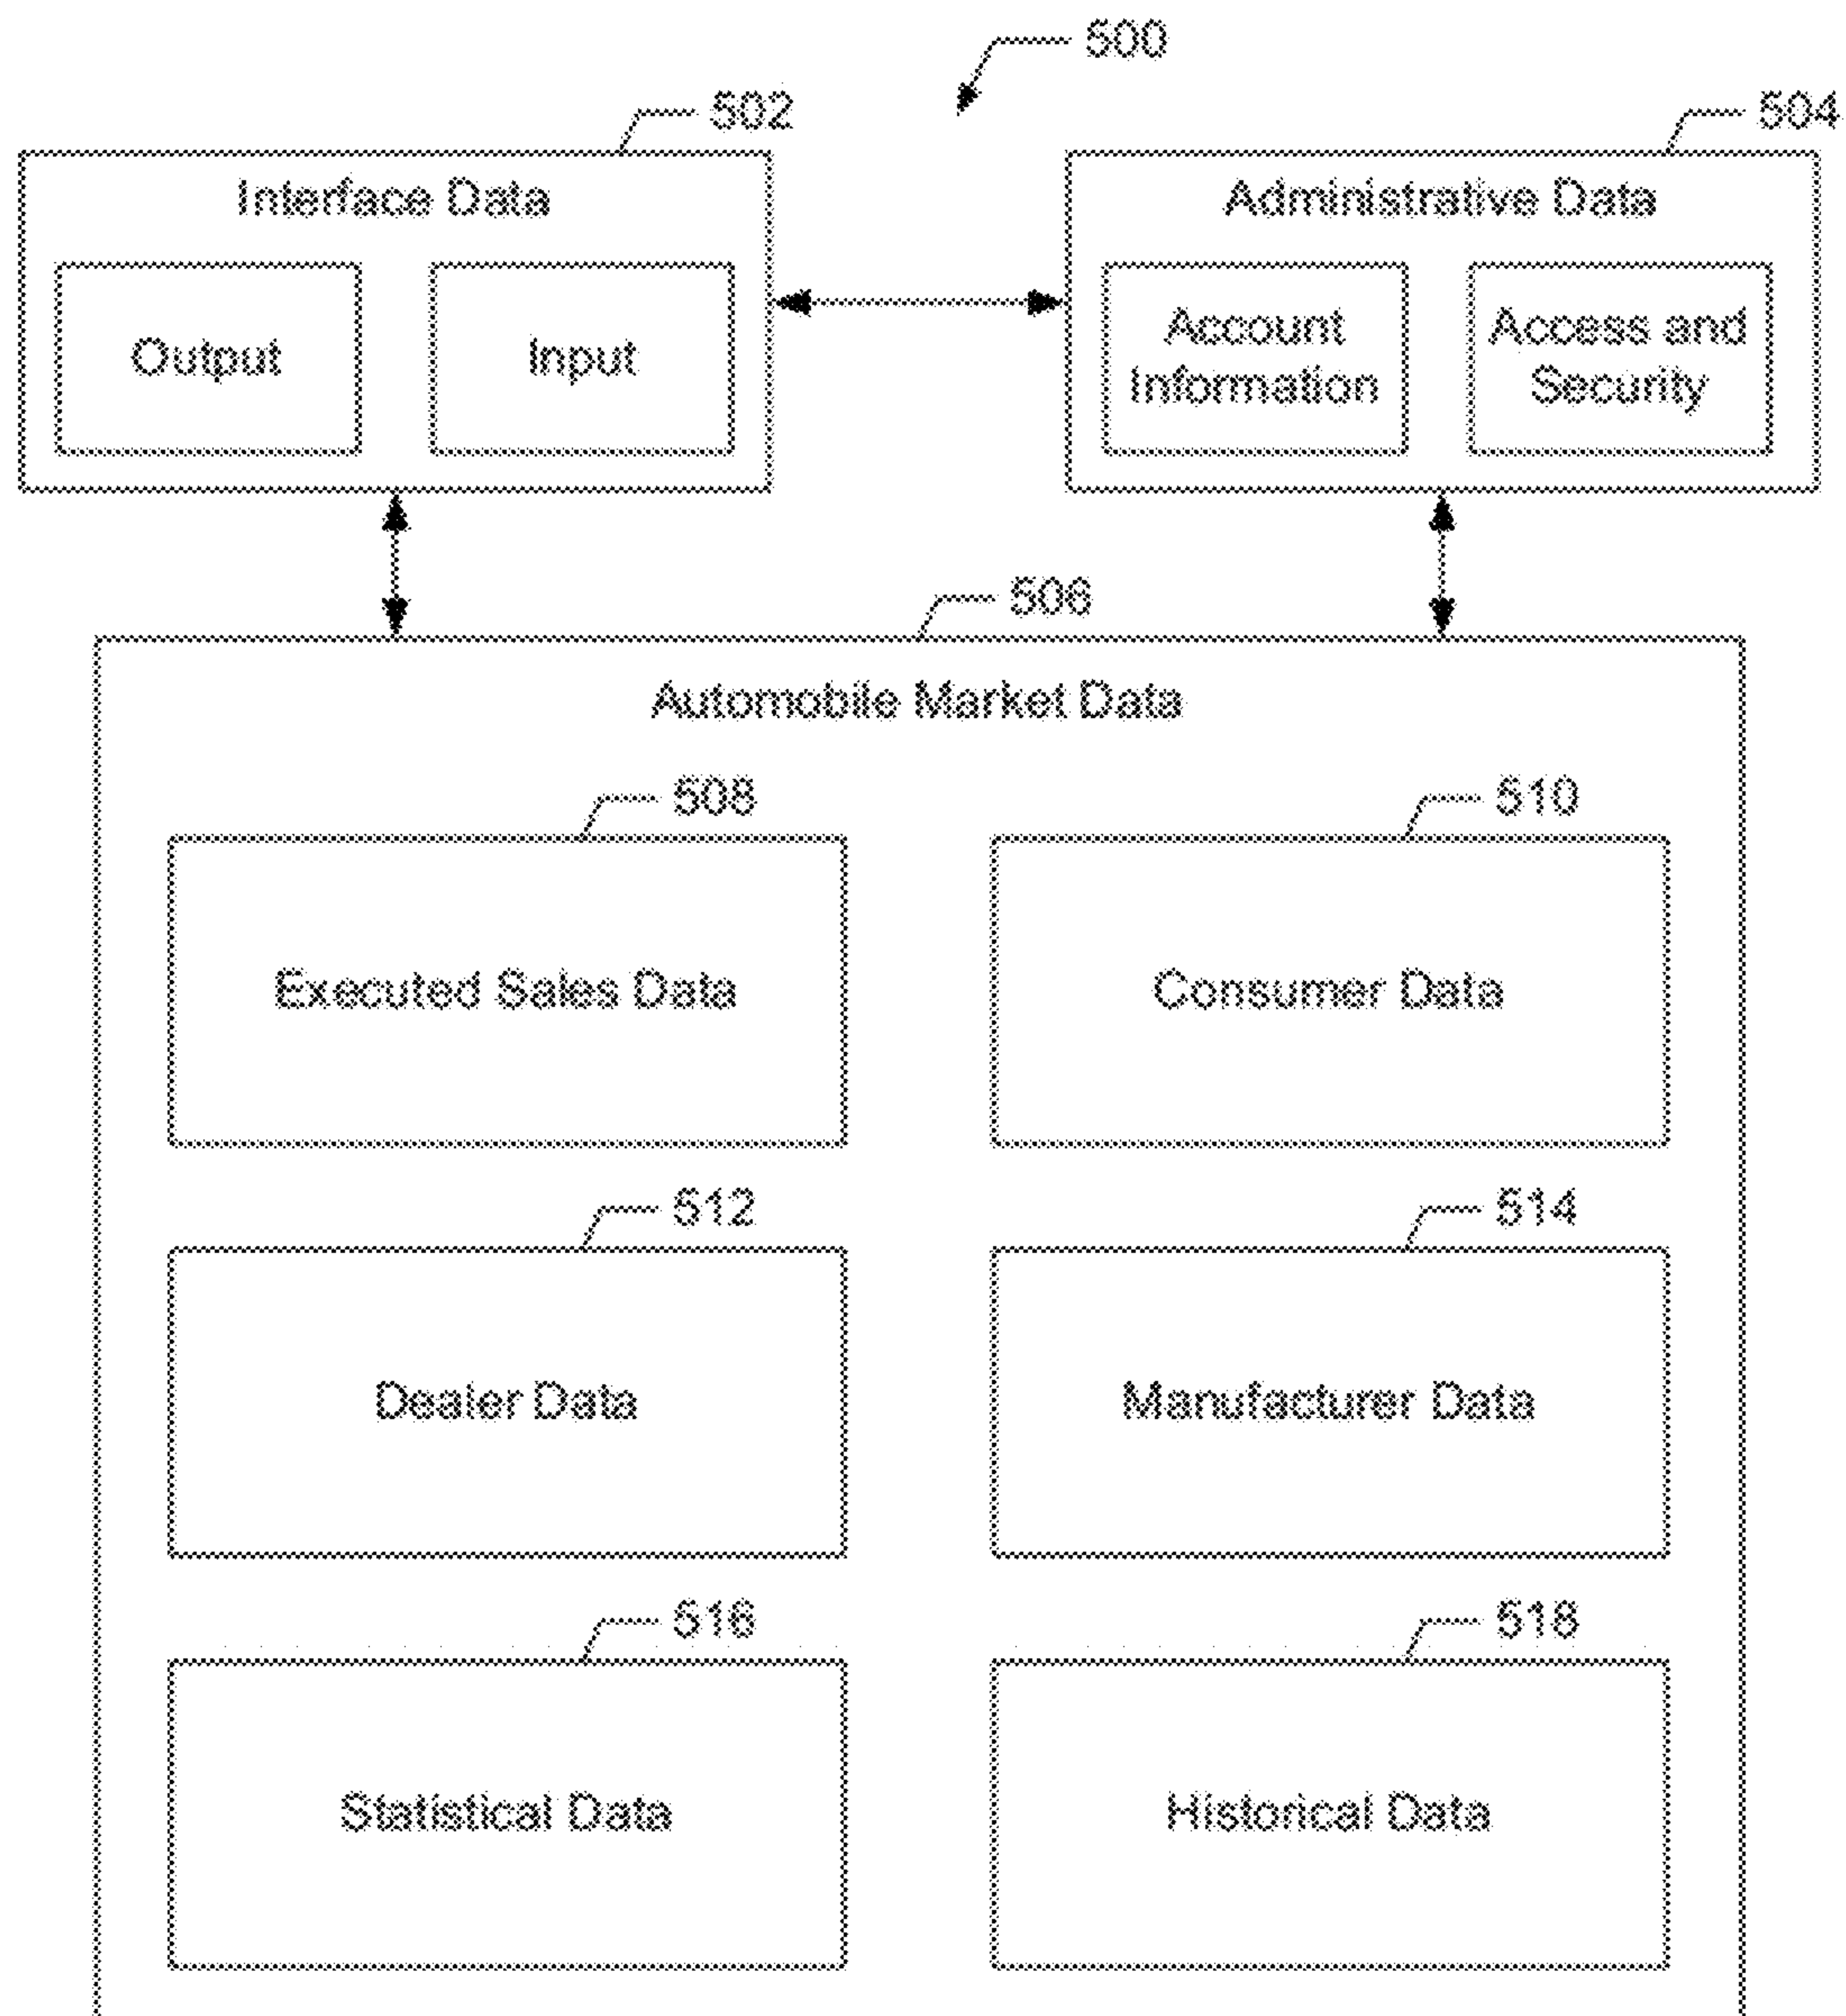 500
502
504
Interface Data
Administrative Data
Output
Input
Account
Information
Access and
Security
506
Automobile Market Data
508
510
Executed Sales Data
Consumer Data
512
514
Dealer Data
Manufacturer Data
516
518
Statistical Data
Historical Data